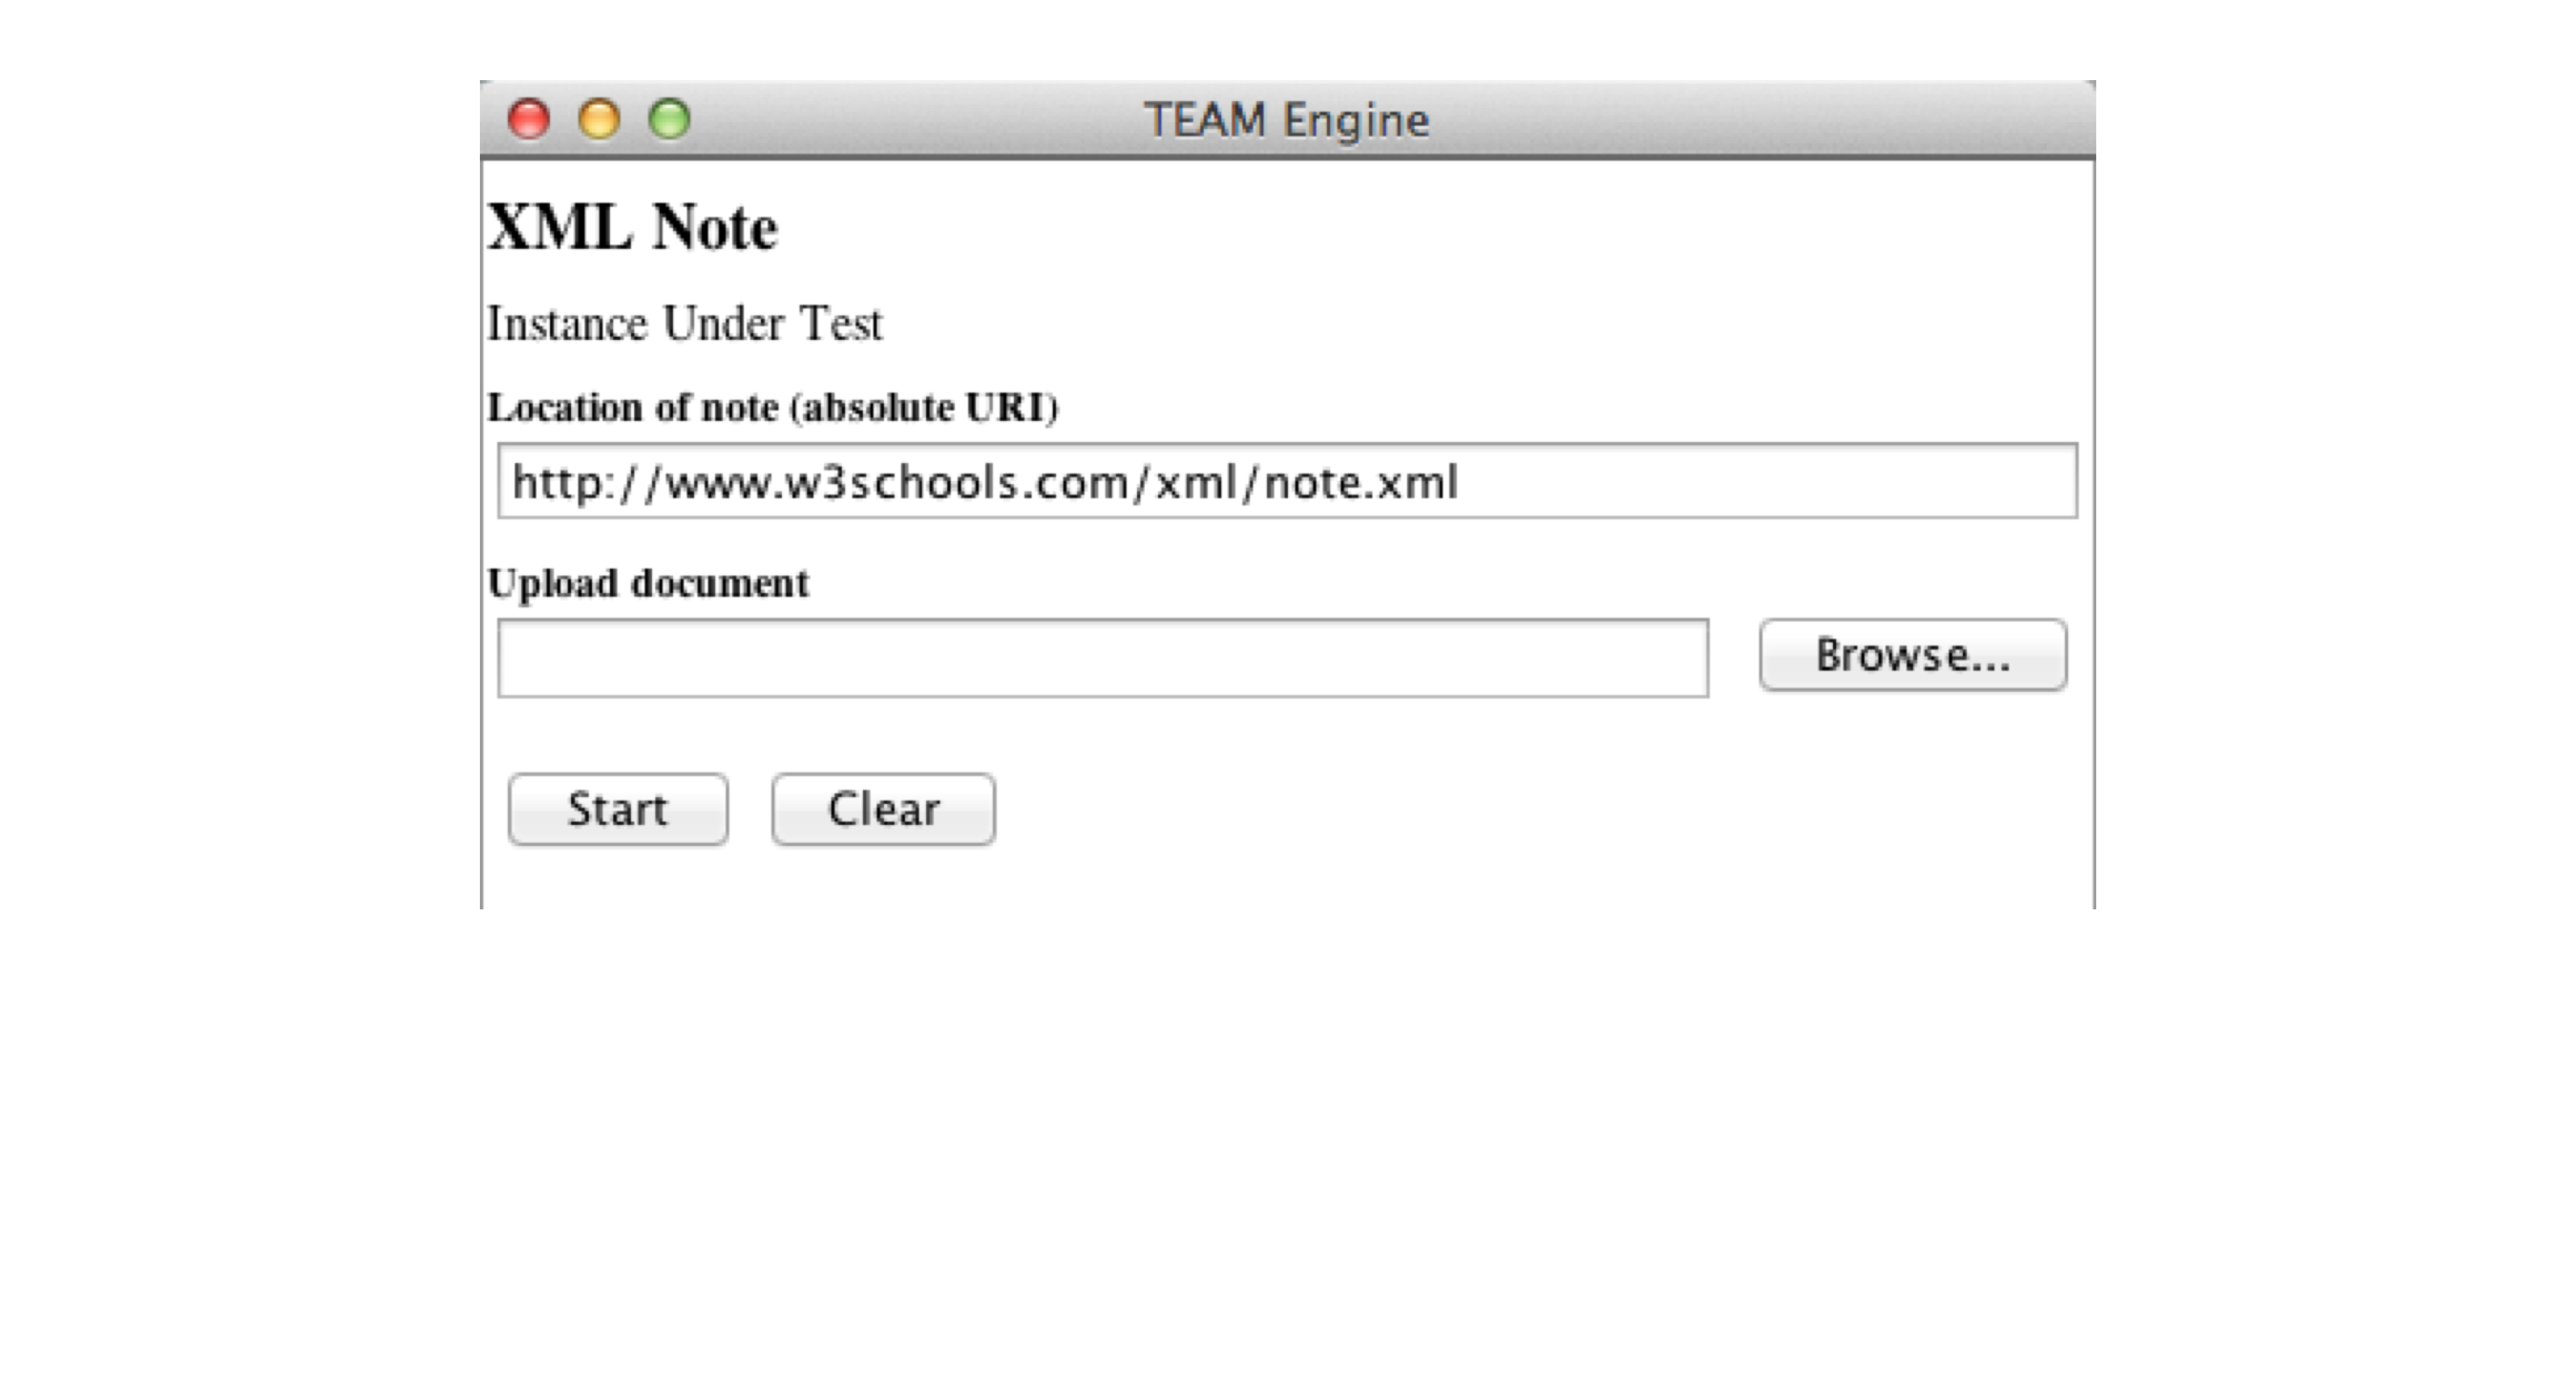 TEAM Engine
XML Note
Instance Under Test
Location of note (absolute URI)
http://www.w3schools.com/xml/note.xml
Upload document
Browse...
Start Clear